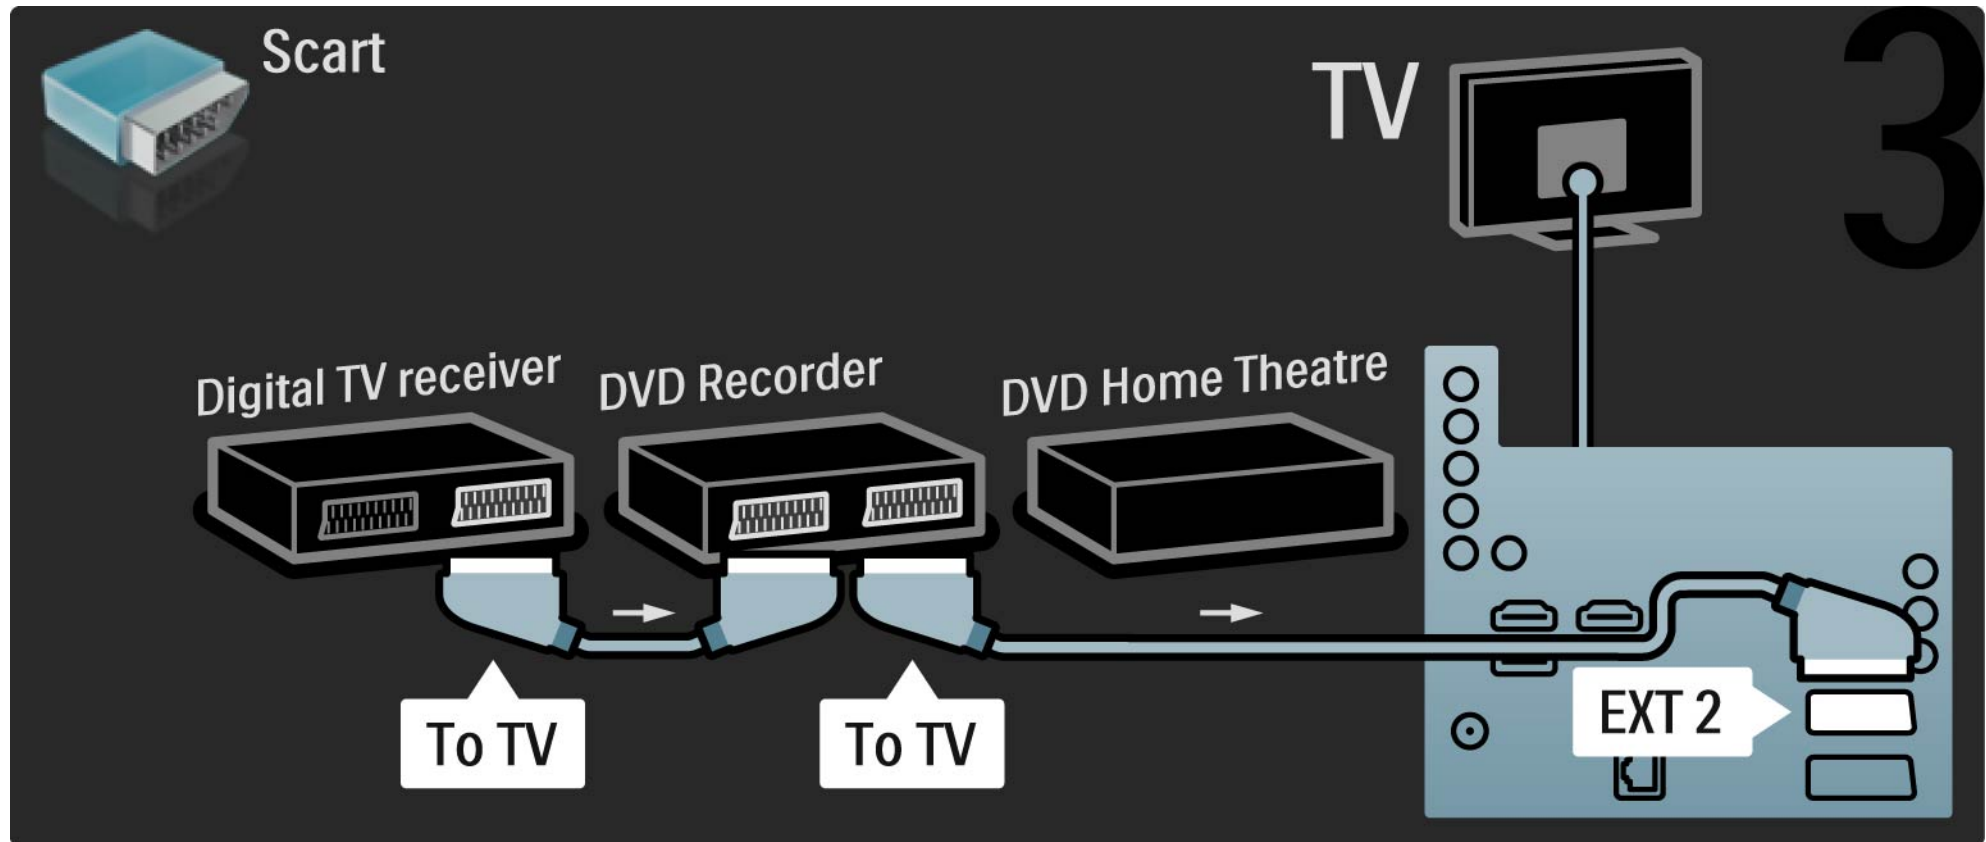 Scart
TV
3
Digital TV receiver
DVD Recorder
DVD Home Theatre
To TV
To TV
EXT 2